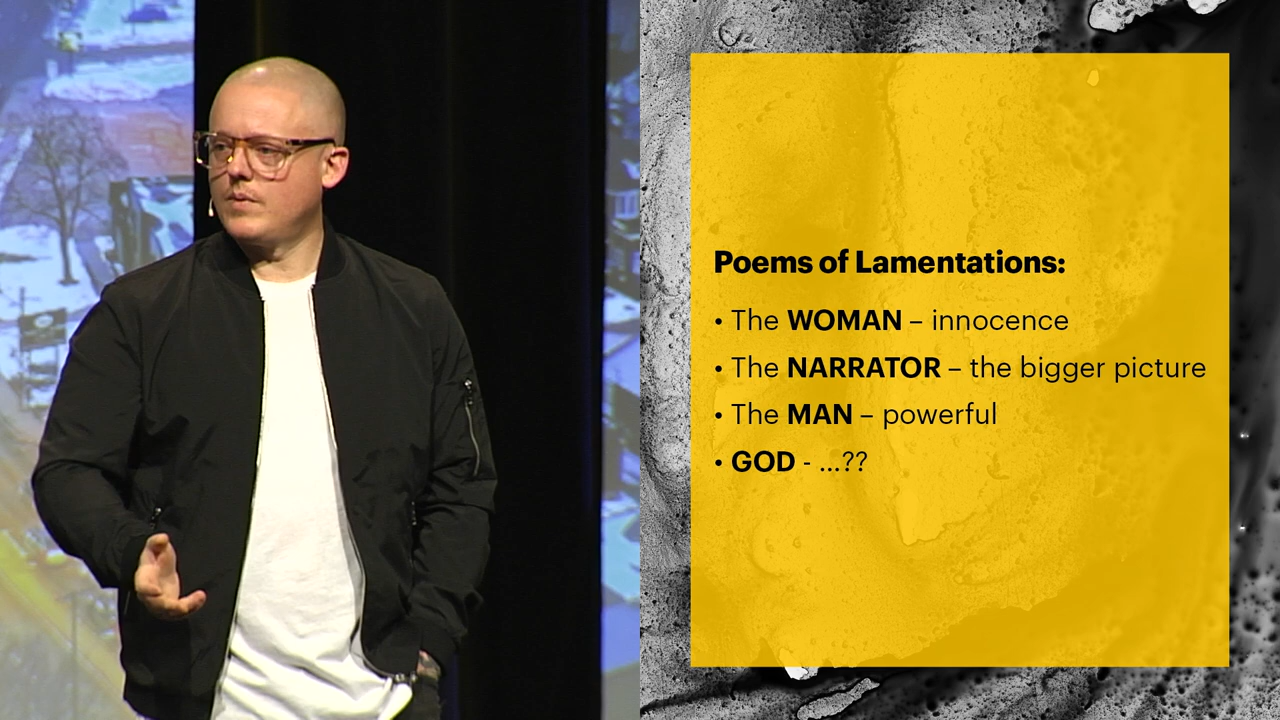 Poems of Lamentations:
• The WOMAN – innocence
• The NARRATOR – the bigger picture
• The MAN – powerful
• GOD - ...??